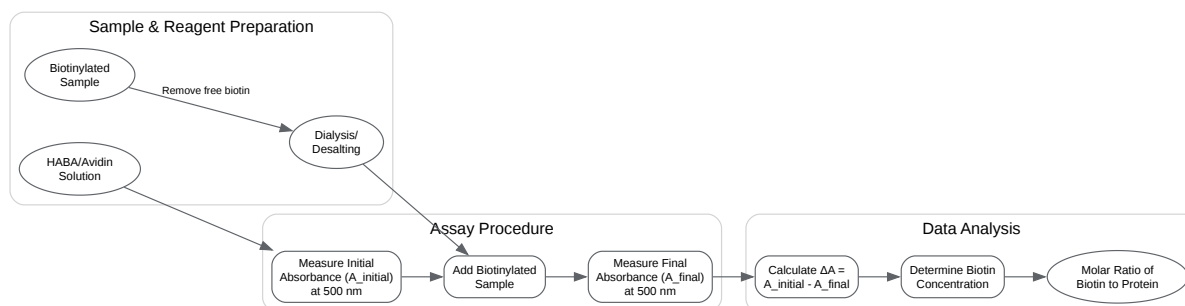 Sample & Reagent Preparation
Biotinylated
Sample
Remove free biotin
Dialysis/
Desalting
HABA/Avidin
Solution
Assay Procedure
Measure Initial
Absorbance (A_initial)
at 500 nm
Add Biotinylated
Sample
Measure Final
Absorbance (A_final)
at 500 nm
Data Analysis
Calculate ΔA =
A_initial - A_final
Determine Biotin
Concentration
Molar Ratio of
Biotin to Protein